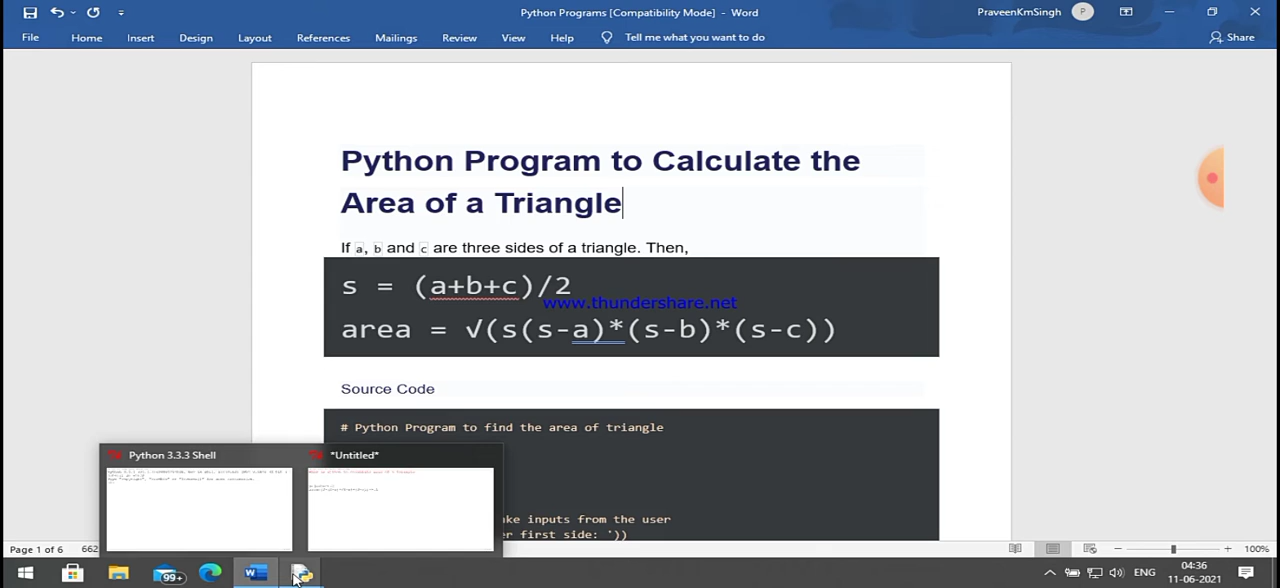 Python Programs [Compatibility Mode] - Word
PraveenKmSingh
P
File Home Insert Design Layout References Mailings Review View Help Tell me what you want to do
Share
Python Program to Calculate the
Area of a Triangle
If a, b and c are three sides of a triangle. Then,
s = (a+b+c)/2
www.thundershare.net
area = √(s(s-a)*(s-b)*(s-c))
Source Code
# Python Program to find the area of triangle
Python 3.3.3 Shell
*Untitled*
ke inputs from the user
r first side: '))
Page 1 of 6 662
100%
99+
ENG
04:36
11-06-2021